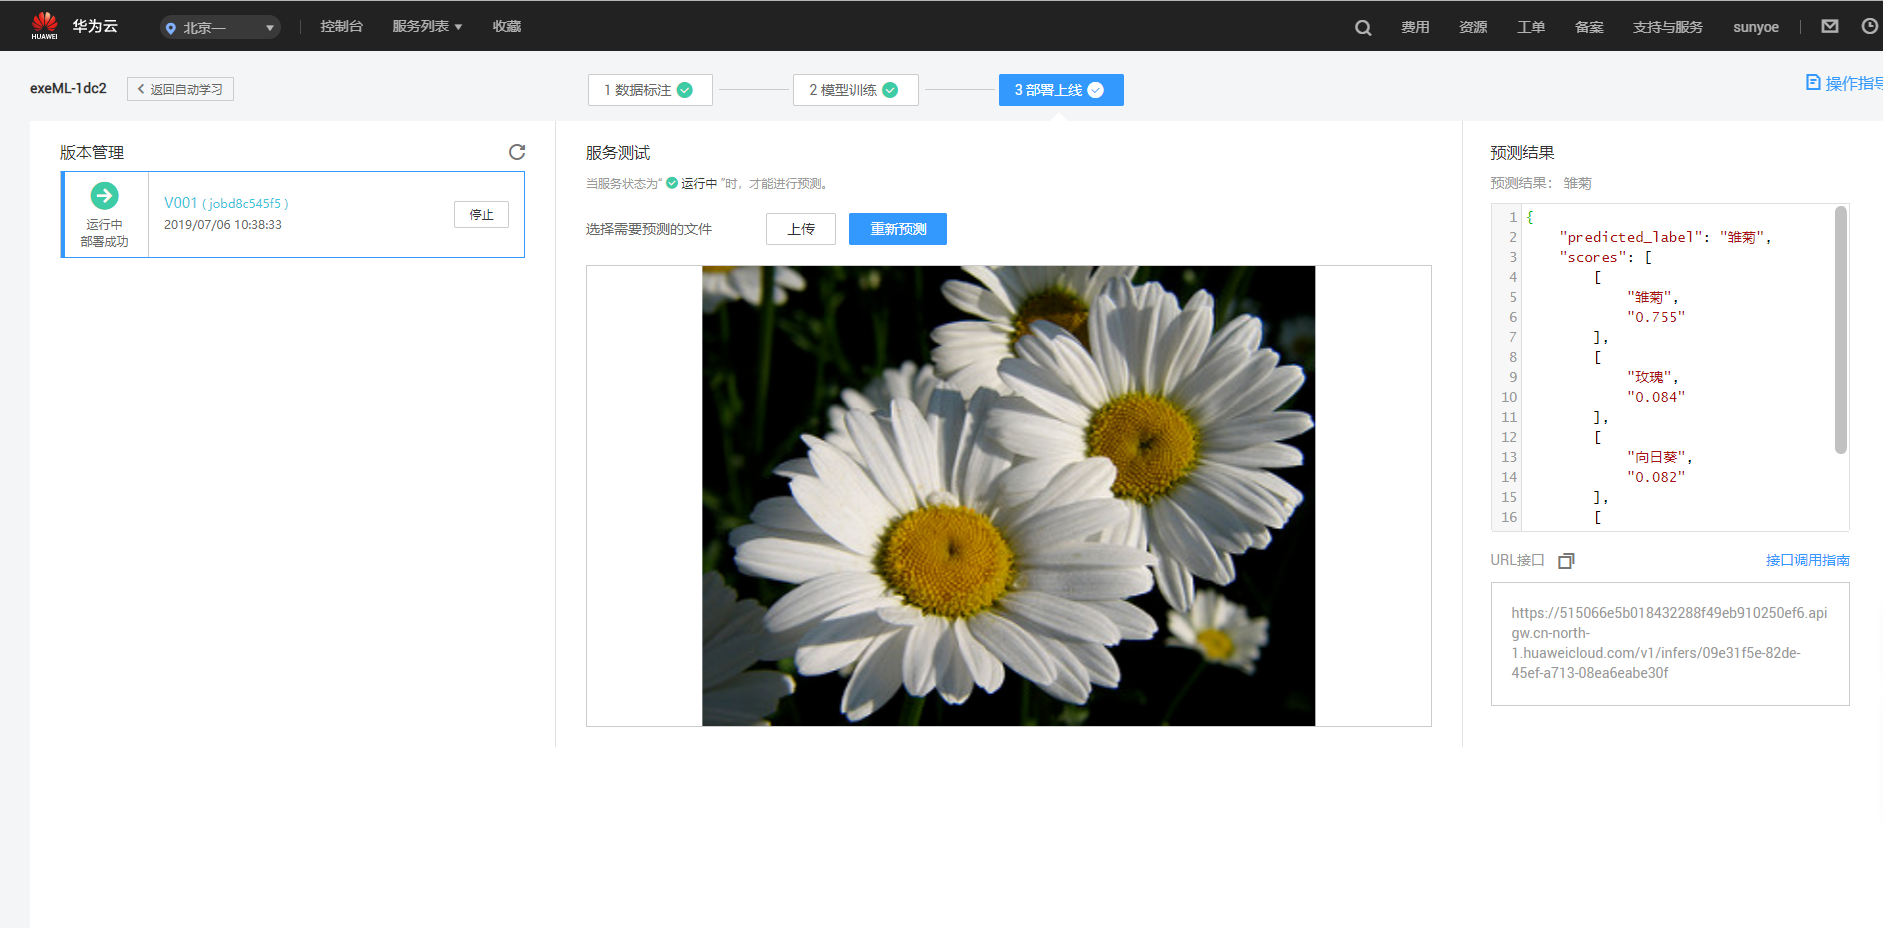 HUAWEI
华为云
北京一
控制台
服务列表
收藏
费用
资源
工单
备案
支持与服务
sunyoe
exeML-1dc2
返回自动学习
1 数据标注
2 模型训练
3 部署上线
操作指导
版本管理
运行中
部署成功
V001 ( jobd8c545f5 )
2019/07/06 10:38:33
停止
服务测试
当服务状态为“ 运行中 ”时，才能进行预测。
选择需要预测的文件
上传
重新预测
预测结果
预测结果： 雏菊
1 {
2 "predicted_label": "雏菊",
3 "scores": [
4 [
5 "雏菊",
6 "0.755"
7 ],
8 [
9 "玫瑰",
10 "0.084"
11 ],
12 [
13 "向日葵",
14 "0.082"
15 ],
16 [
URL接口
接口调用指南
https://515066e5b018432288f49eb910250ef6.api
gw.cn-north-
1.huaweicloud.com/v1/infers/09e31f5e-82de-
45ef-a713-08ea6eabe30f